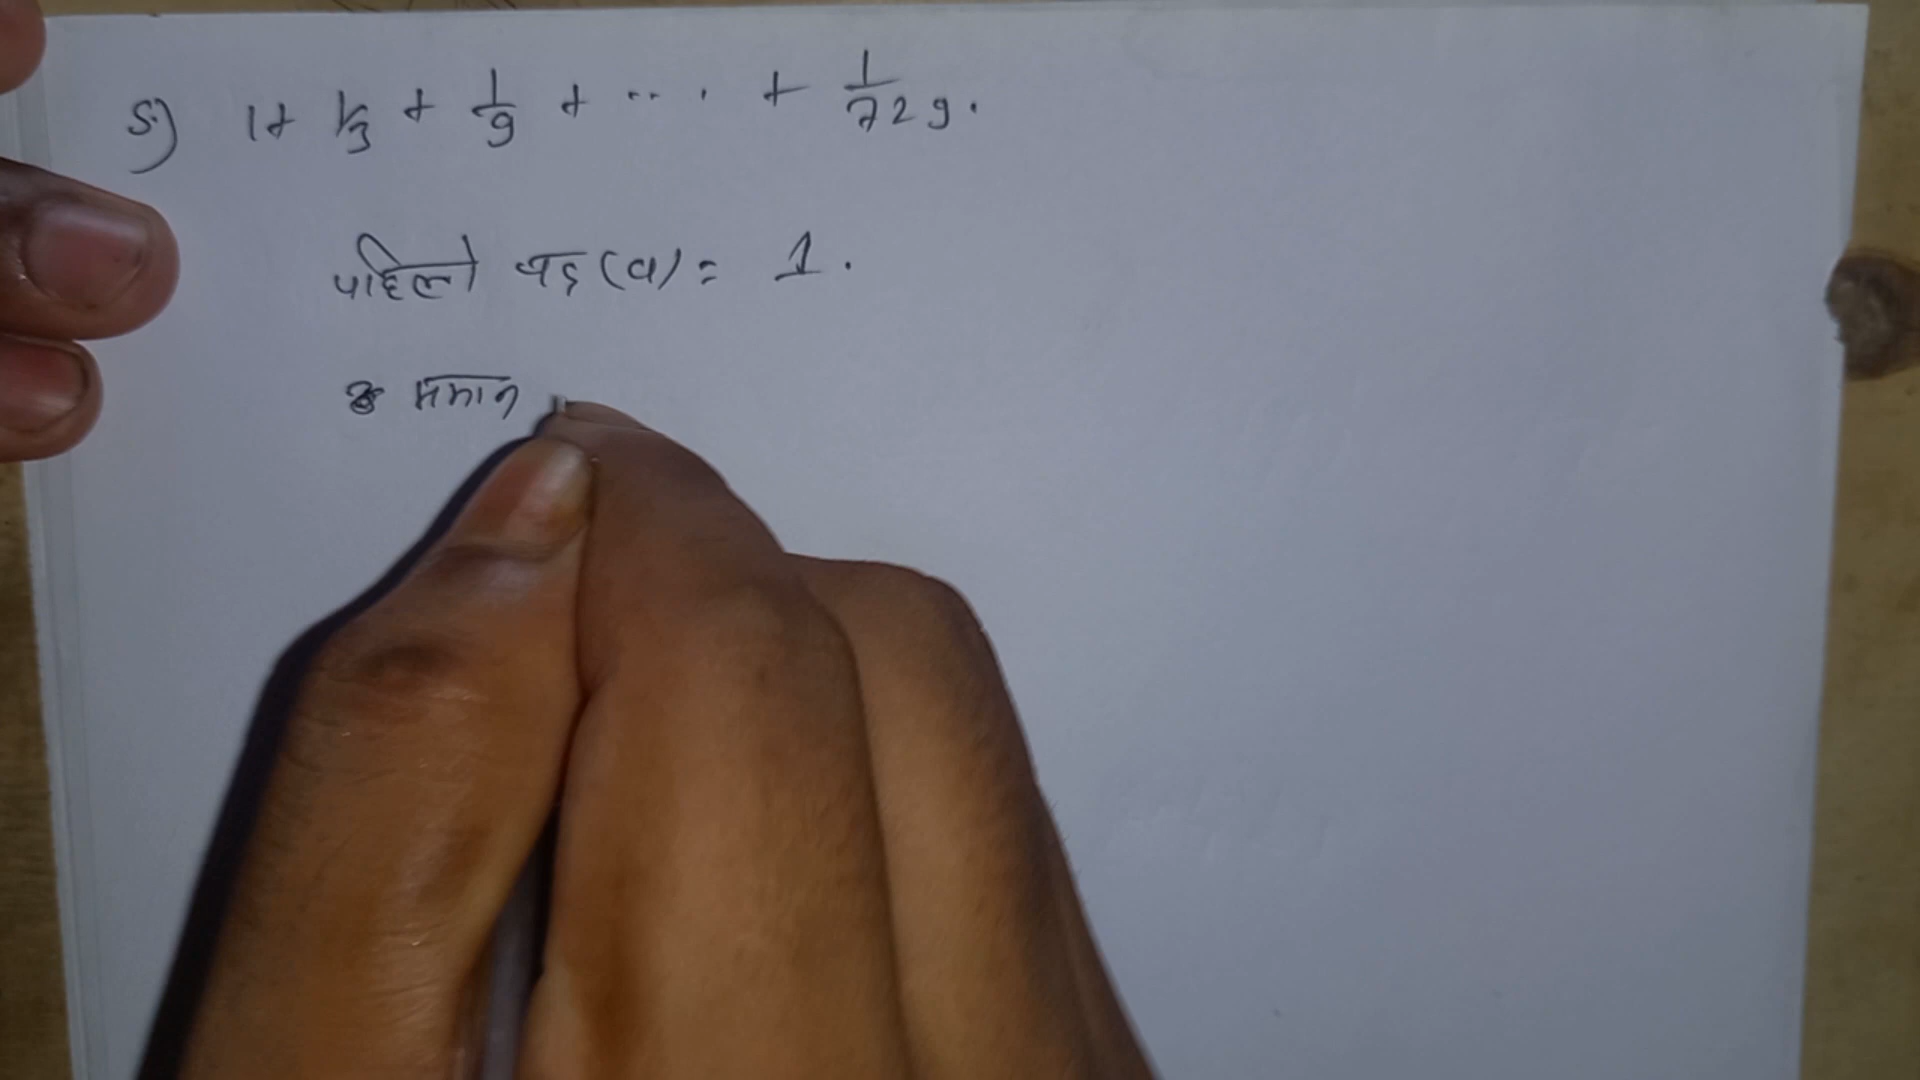 5) 1 + 1/3 + 1/9 + ... + 1/729.
पहिलो पद (a) = 1.
समान